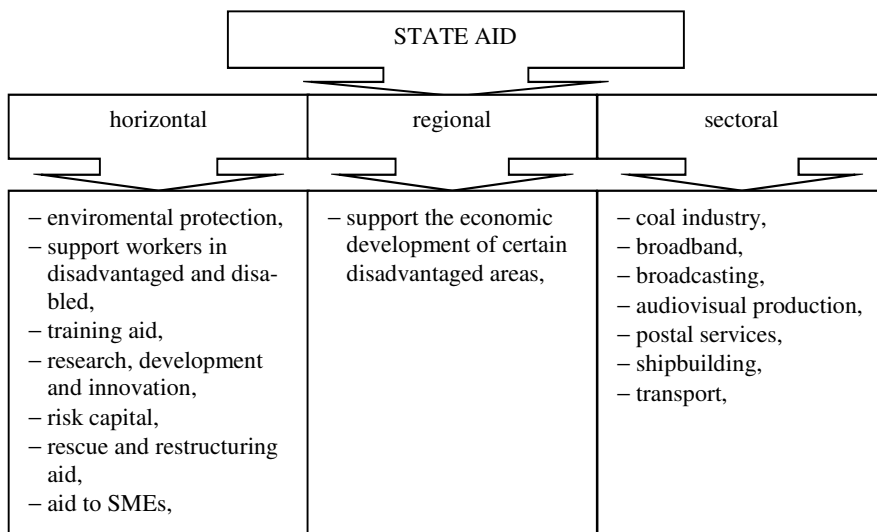 STATE AID
horizontal
regional
sectoral
– enviromental protection,
– support workers in
disadvantaged and disa-
bled,
– training aid,
– research, development
and innovation,
– risk capital,
– rescue and restructuring
aid,
– aid to SMEs,
– support the economic
development of certain
disadvantaged areas,
– coal industry,
– broadband,
– broadcasting,
– audiovisual production,
– postal services,
– shipbuilding,
– transport,